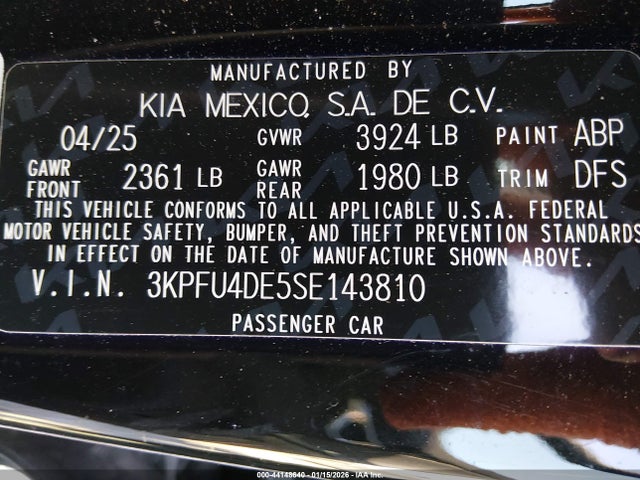 MANUFACTURED BY
KIA MEXICO, S.A. DE C.V.
04/25 GVWR 3924 LB PAINT ABP
GAWR FRONT 2361 LB GAWR REAR 1980 LB TRIM DFS
THIS VEHICLE CONFORMS TO ALL APPLICABLE U.S.A. FEDERAL
MOTOR VEHICLE SAFETY, BUMPER, AND THEFT PREVENTION STANDARDS
IN EFFECT ON THE DATE OF MANUFACTURE SHOWN ABOVE.
V.I.N. 3KPFU4DE5SE143810
PASSENGER CAR
000-44148640 - 01/15/2026 - IAA Inc.